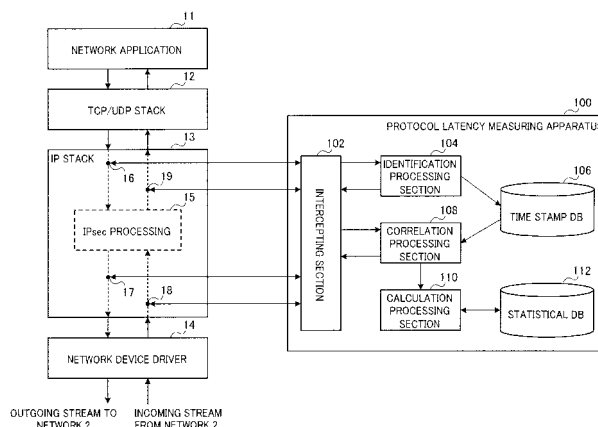 11
NETWORK APPLICATION
12
TCP/UDP STACK
13
IP STACK
16
19
15
IPsec PROCESSING
17
18
14
NETWORK DEVICE DRIVER
OUTGOING STREAM TO
NETWORK 2
INCOMING STREAM
FROM NETWORK 2
100
PROTOCOL LATENCY MEASURING APPARATU
102
INTERCEPTING SECTION
104
IDENTIFICATION
PROCESSING
SECTION
106
TIME STAMP DB
108
CORRELATION
PROCESSING
SECTION
110
CALCULATION
PROCESSING
SECTION
112
STATISTICAL DB